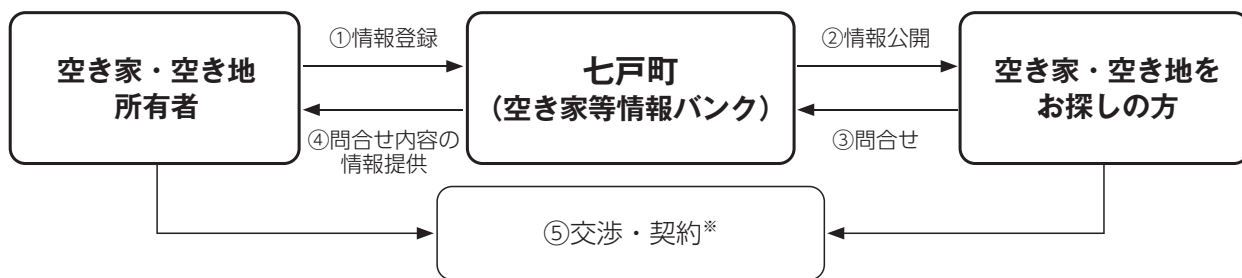 ①情報登録
②情報公開
空き家・空き地
所有者
七戸町
（空き家等情報バンク）
空き家・空き地を
お探しの方
④問合せ内容の
情報提供
③問合せ
⑤交渉・契約※